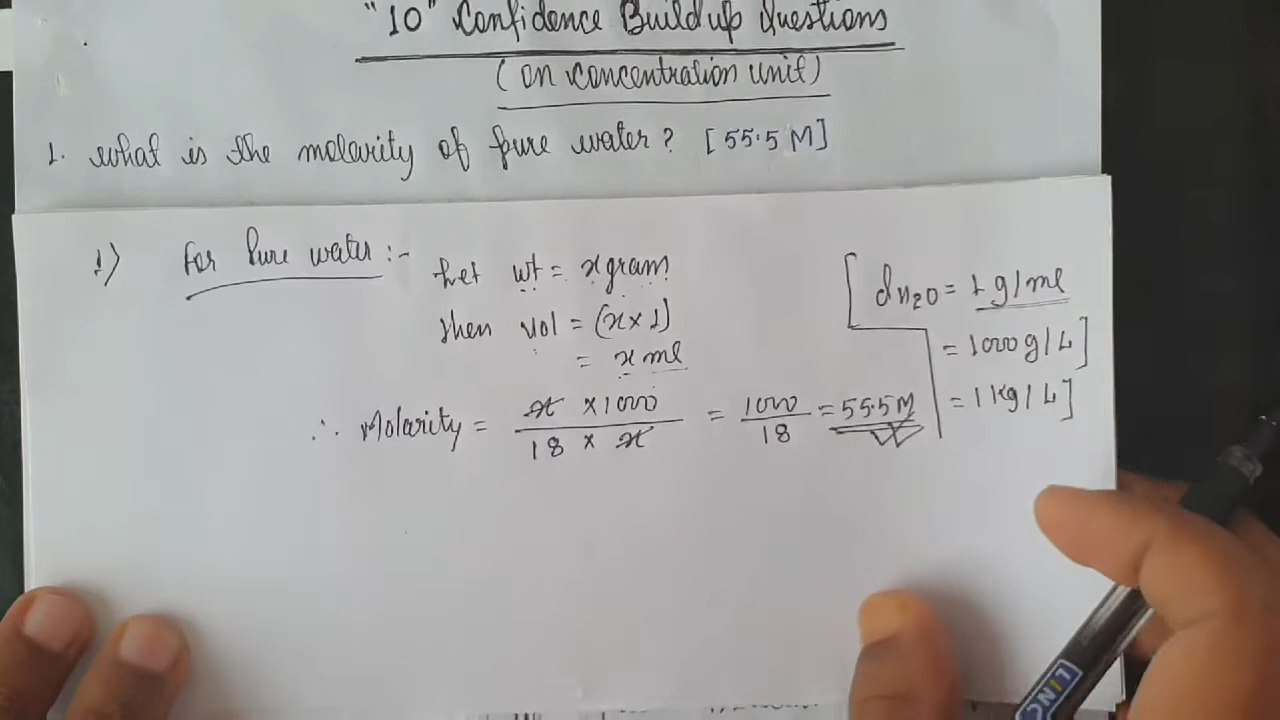 "10" Confidence Buildup Questions
(on concentration unit)
1. what is the molarity of pure water? [55.5 M]
1) For Pure water :-
Let wt = x gram
then vol = (x × 1)
= x ml
[ dH2O = 1 g/ml
= 1000 g/L]
= 1 Kg/L]
∴ Molarity = x × 1000 / 18 × x = 1000 / 18 = 55.5 M
LINC